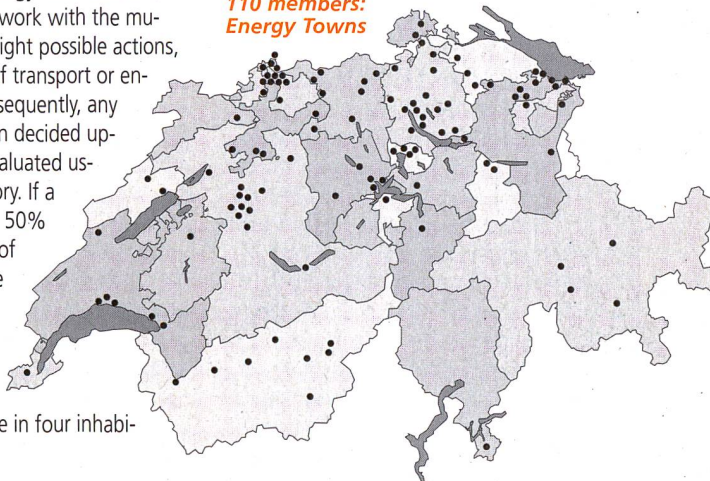 110 members:
Energy Towns
work with the mu-
ight possible actions,
f transport or en-
sequently, any
n decided up-
aluated us-
ory. If a
50%
of
e in four inhabi-